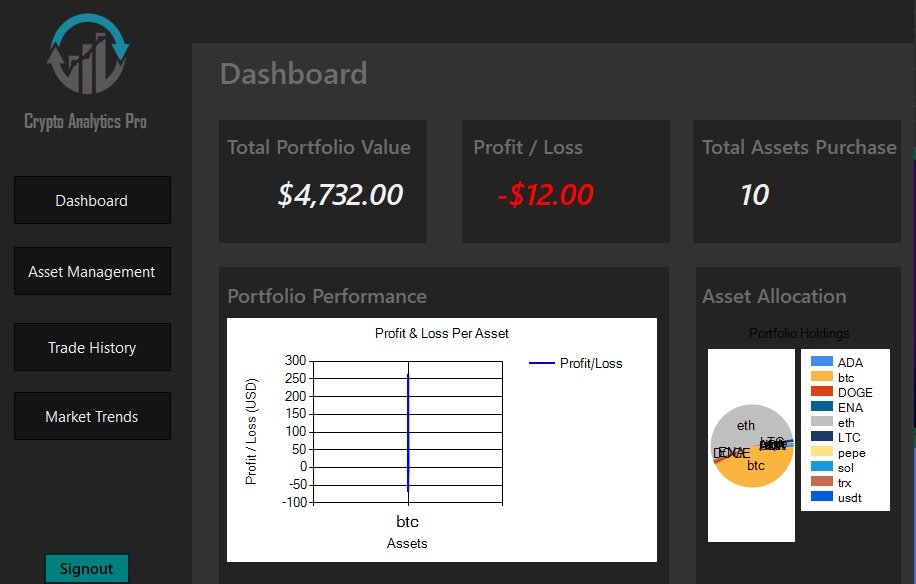 Crypto Analytics Pro
Dashboard
Asset Management
Trade History
Market Trends
Signout
Dashboard
Total Portfolio Value
$4,732.00
Profit / Loss
-$12.00
Total Assets Purchase
10
Portfolio Performance
Profit & Loss Per Asset
Profit / Loss (USD)
300
250
200
150
100
50
0
-50
-100
btc
Assets
Profit/Loss
Asset Allocation
Portfolio Holdings
eth
LTC
DOGE
ENA
btc
ADA
btc
DOGE
ENA
eth
LTC
pepe
sol
trx
usdt